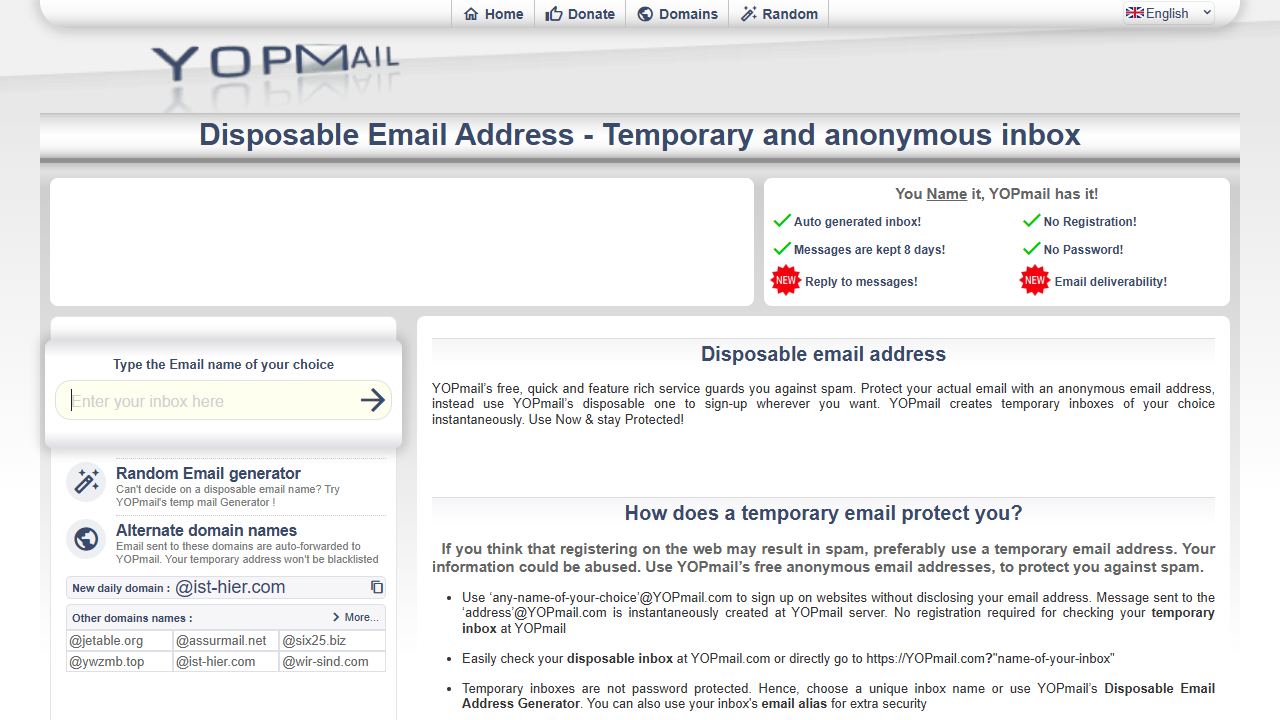 Home Donate Domains Random English
YOPMAIL
Disposable Email Address - Temporary and anonymous inbox
You Name it, YOPmail has it!
Auto generated inbox! No Registration!
Messages are kept 8 days! No Password!
NEW Reply to messages! NEW Email deliverability!
Type the Email name of your choice
Enter your inbox here
Random Email generator
Can't decide on a disposable email name? Try
YOPmail's temp mail Generator !
Alternate domain names
Email sent to these domains are auto-forwarded to
YOPmail. Your temporary address won't be blacklisted
New daily domain : @ist-hier.com
Other domains names : More...
@jetable.org @assurmail.net @six25.biz
@ywzmb.top @ist-hier.com @wir-sind.com
Disposable email address
YOPmail’s free, quick and feature rich service guards you against spam. Protect your actual email with an anonymous email address,
instead use YOPmail’s disposable one to sign-up wherever you want. YOPmail creates temporary inboxes of your choice
instantaneously. Use Now & stay Protected!
How does a temporary email protect you?
If you think that registering on the web may result in spam, preferably use a temporary email address. Your
information could be abused. Use YOPmail’s free anonymous email addresses, to protect you against spam.
• Use ‘any-name-of-your-choice’@YOPmail.com to sign up on websites without disclosing your email address. Message sent to the
‘address’@YOPmail.com is instantaneously created at YOPmail server. No registration required for checking your temporary
inbox at YOPmail
• Easily check your disposable inbox at YOPmail.com or directly go to https://YOPmail.com?"name-of-your-inbox"
• Temporary inboxes are not password protected. Hence, choose a unique inbox name or use YOPmail’s Disposable Email
Address Generator. You can also use your inbox's email alias for extra security